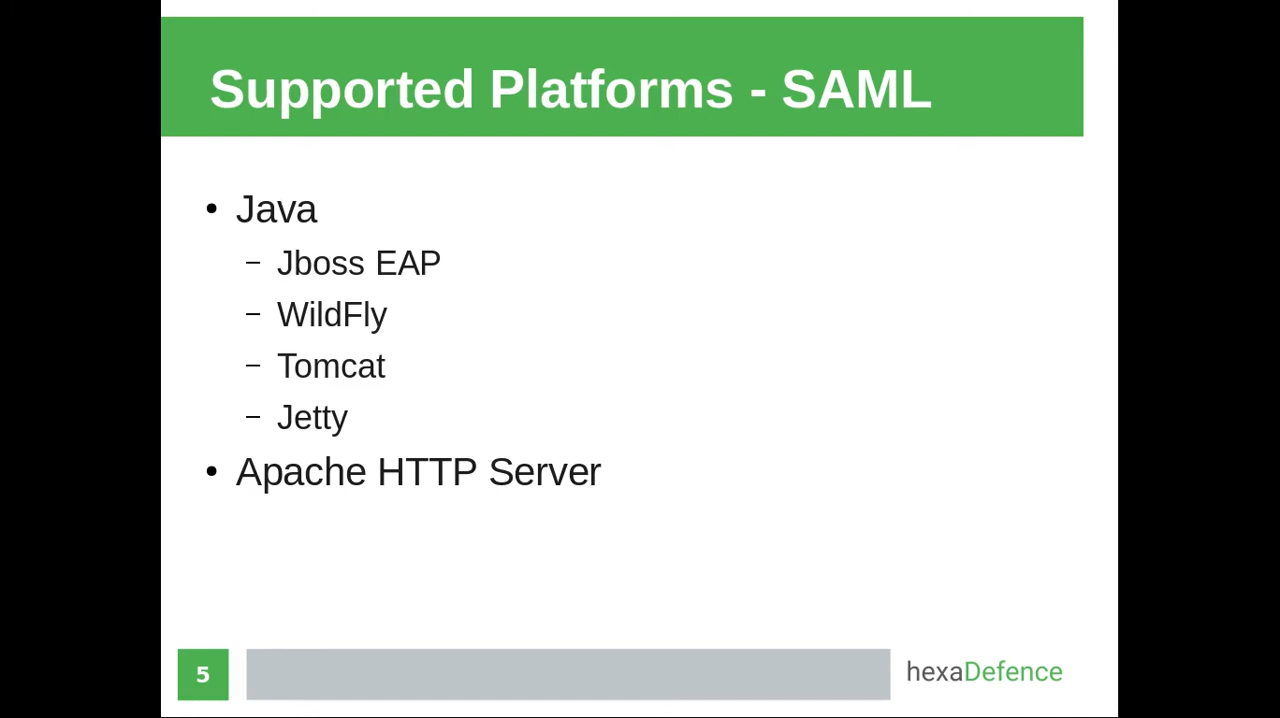 Supported Platforms - SAML
• Java
– Jboss EAP
– WildFly
– Tomcat
– Jetty
• Apache HTTP Server
5
hexaDefence